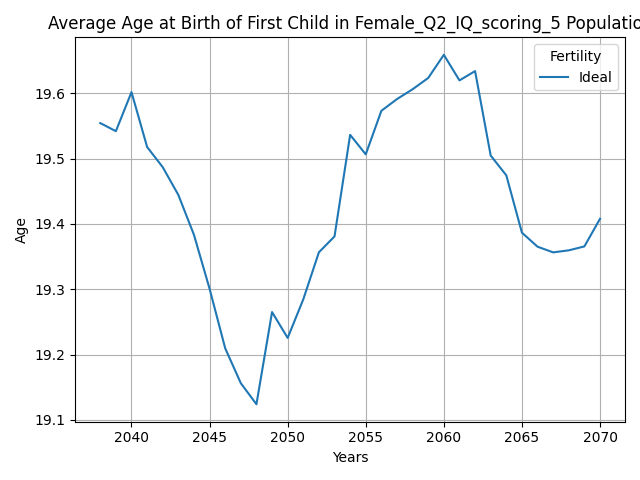 Average Age at Birth of First Child in Female_Q2_IQ_scoring_5 Populatio
Fertility
Ideal
19.6
19.5
19.4
19.3
19.2
19.1
Age
2040 2045 2050 2055 2060 2065 2070
Years